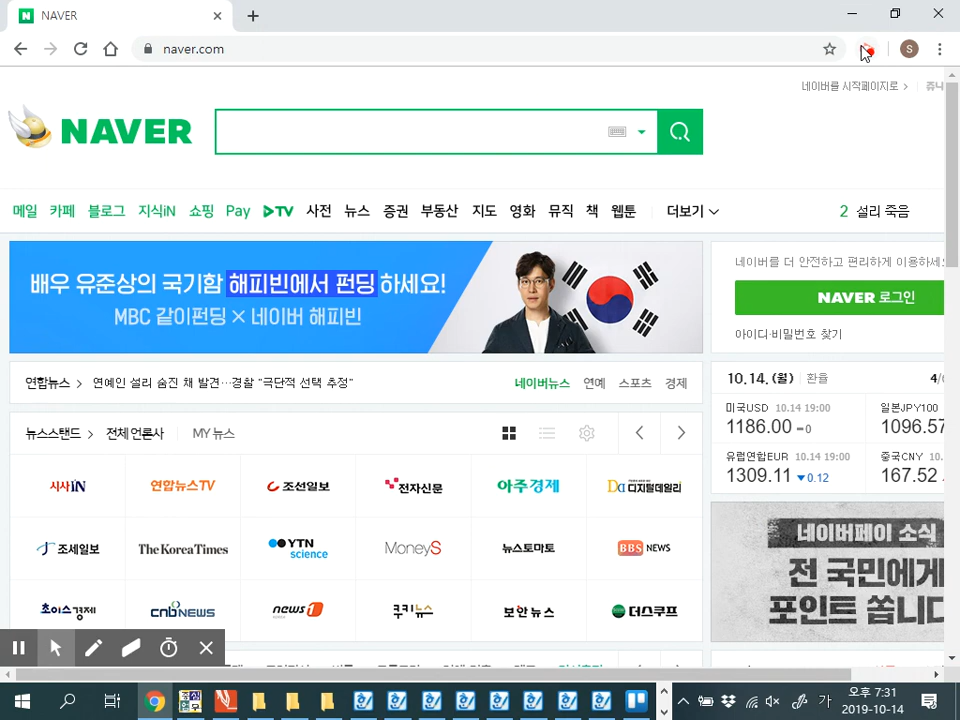 NAVER
naver.com
S
네이버를 시작페이지로 >
NAVER
메일 카페 블로그 지식iN 쇼핑 Pay TV 사전 뉴스 증권 부동산 지도 영화 뮤직 책 웹툰 더보기
2 설리 죽음
배우 유준상의 국기함 해피빈에서 펀딩 하세요!
MBC 같이펀딩 × 네이버 해피빈
네이버를 더 안전하고 편리하게 이용하세
NAVER 로그인
아이디·비밀번호 찾기
연합뉴스 > 연예인 설리 숨진 채 발견…경찰 "극단적 선택 추정"
네이버뉴스 연예 스포츠 경제
10.14.(월) 환율 4/
미국USD 10.14 19:00 일본JPY100
1186.00 0 1096.57
유럽연합EUR 10.14 19:00 중국CNY 10.
1309.11 ▼0.12 167.52
뉴스스탠드 > 전체언론사 MY 뉴스
시사IN 연합뉴스TV 조선일보 전자신문 아주경제 디지털데일리
조세일보 The Korea Times YTN science MoneyS 뉴스토마토 BBS NEWS
초이스경제 cnbNEWS news1 쿠키뉴스 보안뉴스 더스쿠프
네이버페이 소식
전 국민에게
포인트 쏩니다
가 오후 7:31
2019-10-14